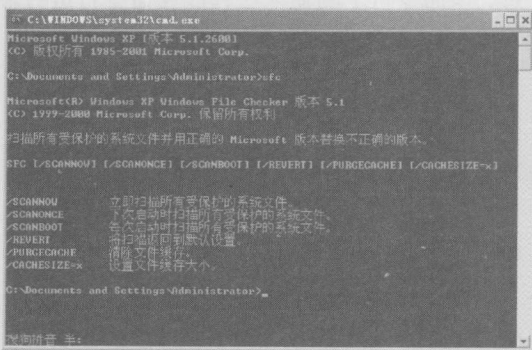 C:\WINDOWS\system32\cmd.exe
Microsoft Windows XP [版本 5.1.2600]
(C) 版权所有 1985-2001 Microsoft Corp.
C:\Documents and Settings\Administrator>sfc
Microsoft(R) Windows XP Windows File Checker 版本 5.1
(C) 1999-2000 Microsoft Corp. 保留所有权利
扫描所有受保护的系统文件并用正确的 Microsoft 版本替换不正确的版本。
SFC [/SCANNOW] [/SCANONCE] [/SCANBOOT] [/REVERT] [/PURGECACHE] [/CACHESIZE=x]
/SCANNOW 立即扫描所有受保护的系统文件。
/SCANONCE 下次启动时扫描所有受保护的系统文件。
/SCANBOOT 每次启动时扫描所有受保护的系统文件。
/REVERT 将扫描返回到默认设置。
/PURGECACHE 清除文件缓存。
/CACHESIZE=x 设置文件缓存大小。
C:\Documents and Settings\Administrator>_
搜狗拼音 半: